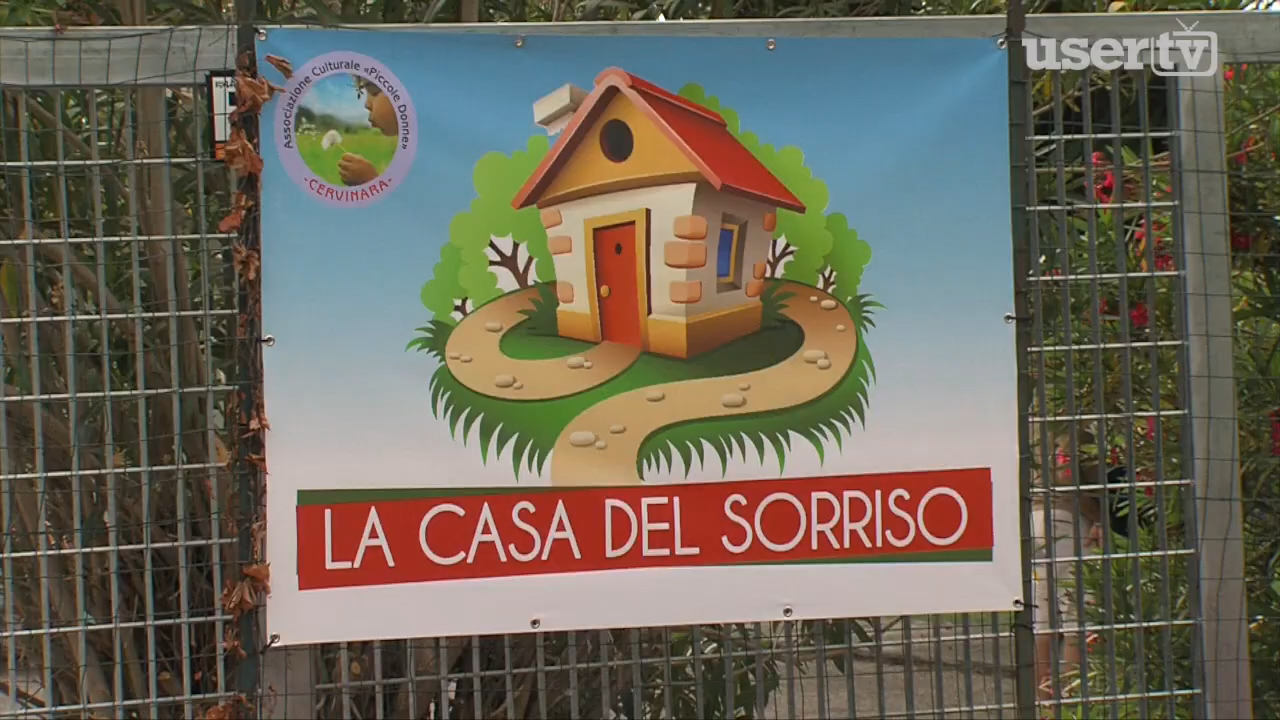 usertv
Associazione Culturale «Piccole Donne»
-CERVINARA-
LA CASA DEL SORRISO